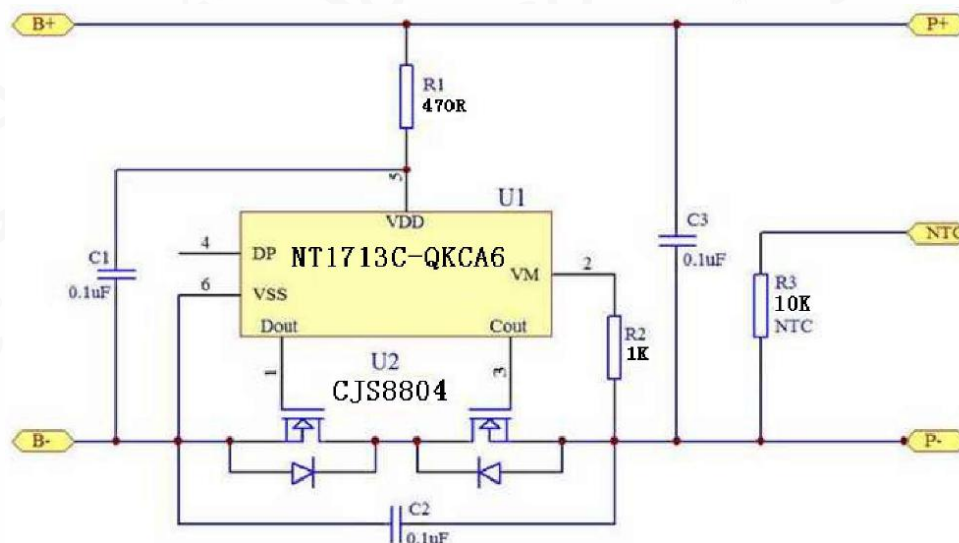 B+
P+
R1
470R
5
U1
VDD
C1
0.1uF
4
DP
NT1713C-QKCA6
VM
2
6
VSS
Dout
Cout
1
U2
CJS8804
3
R2
1K
C3
0.1uF
NTC
R3
10K
NTC
B-
P-
C2
0.1uF